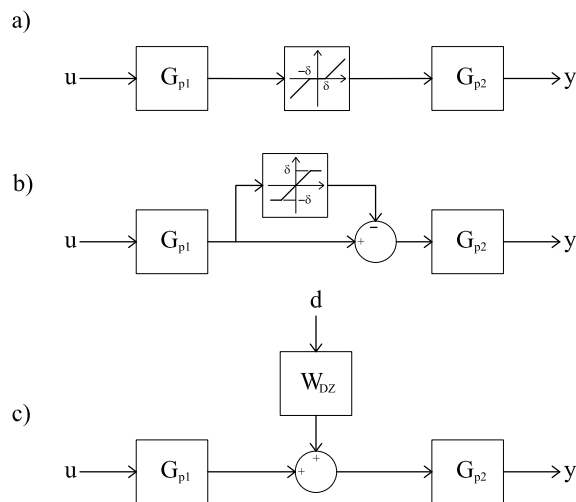 a)
u G_p1 −δ δ G_p2 y
b)
δ −δ
u G_p1 + − G_p2 y
d
W_DZ
c)
u G_p1 + + G_p2 y